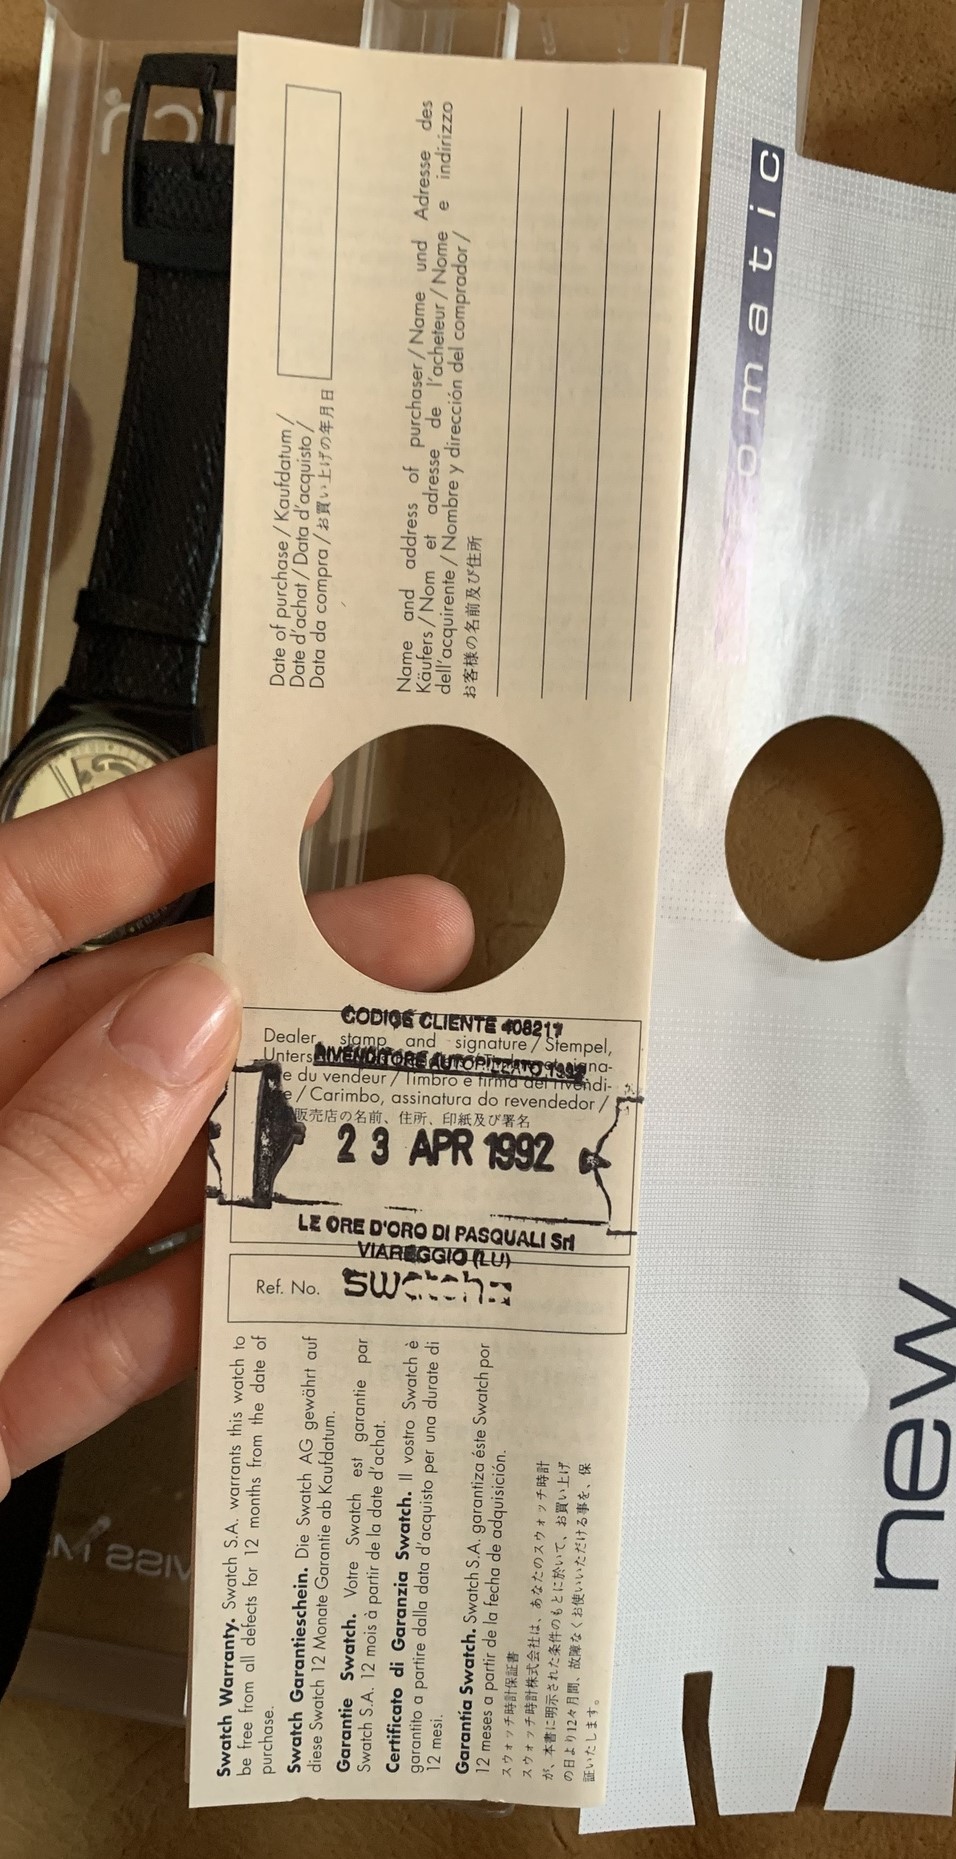 Date of purchase / Kaufdatum /
Date d'achat / Data d'acquisto /
Data da compra / お買い上げの年月日
Name and address of purchaser / Name und Adresse des
Käufers / Nom et adresse de l'acheteur / Nome e indirizzo
dell'acquirente / Nombre y dirección del comprador /
お客様の名前及び住所
CODICE CLIENTE 408217
Dealer stamp and signature / Stempel,
RIVENDITORE AUTORIZZATO 1992
e du vendeur / Timbro e firma del rivendi-
e / Carimbo, assinatura do revendedor /
販売店の名前、住所、印紙及び署名
23 APR 1992
LE ORE D'ORO DI PASQUALI Srl
VIAREGGIO (LU)
Ref. No. swatch
Swatch Warranty. Swatch S.A. warrants this watch to
be free from all defects for 12 months from the date of
purchase.
Swatch Garantieschein. Die Swatch AG gewährt auf
diese Swatch 12 Monate Garantie ab Kaufdatum.
Garantie Swatch. Votre Swatch est garantie par
Swatch S.A. 12 mois à partir de la date d'achat.
Certificato di Garanzia Swatch. Il vostro Swatch è
garantito a partire dalla data d'acquisto per una durate di
12 mesi.
Garantía Swatch. Swatch S.A. garantiza éste Swatch por
12 meses a partir de la fecha de adquisición.
スウォッチ時計保証書
スウォッチ時計株式会社は、あなたのスウォッチ時計
が、本書に明示された条件のもとに於いて、お買い上げ
の日より12ヶ月間、故障なくお使いいただける事を、保
証いたします。
omatic
new